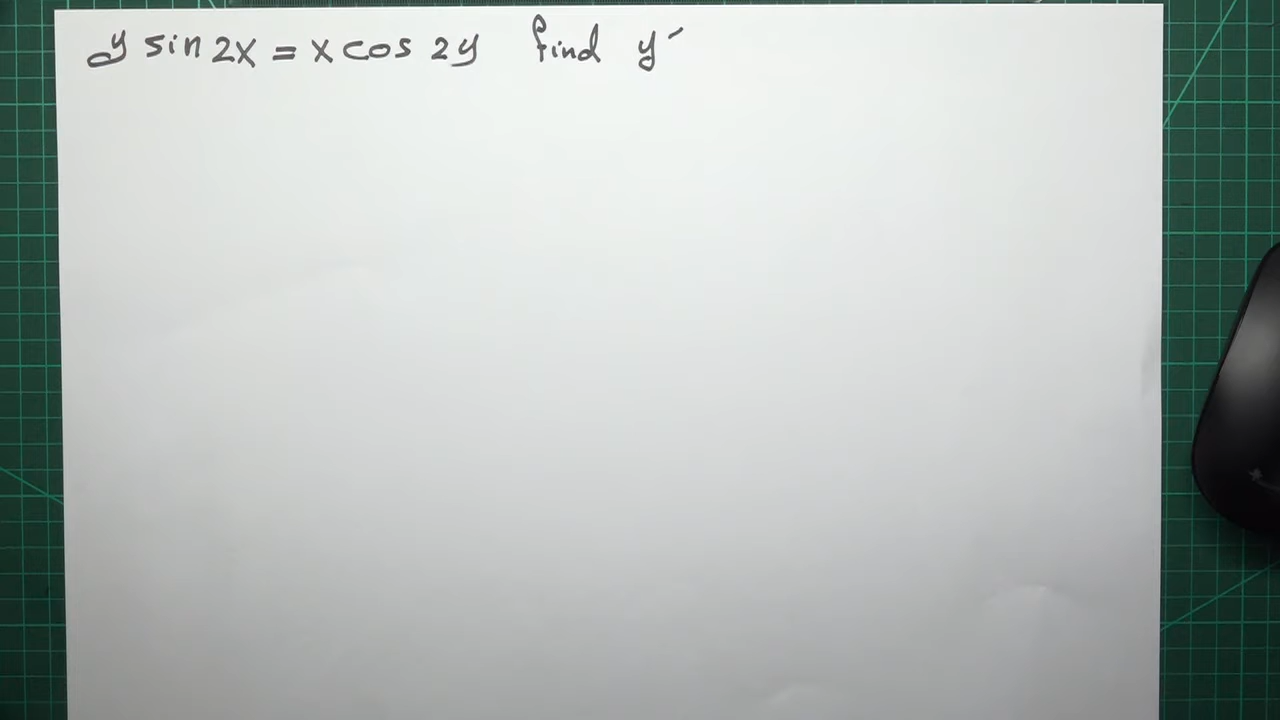 y sin 2x = x cos 2y find y'